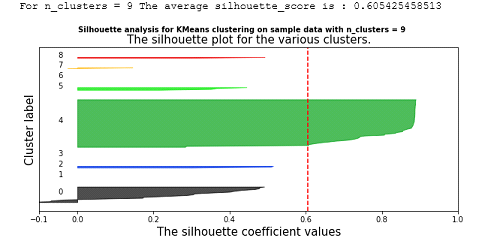 For n_clusters = 9 The average silhouette_score is : 0.605425458513
Silhouette analysis for KMeans clustering on sample data with n_clusters = 9
The silhouette plot for the various clusters.
8
7
6
5
4
3
2
1
0
Cluster label
−0.1 0.0 0.2 0.4 0.6 0.8 1.0
The silhouette coefficient values